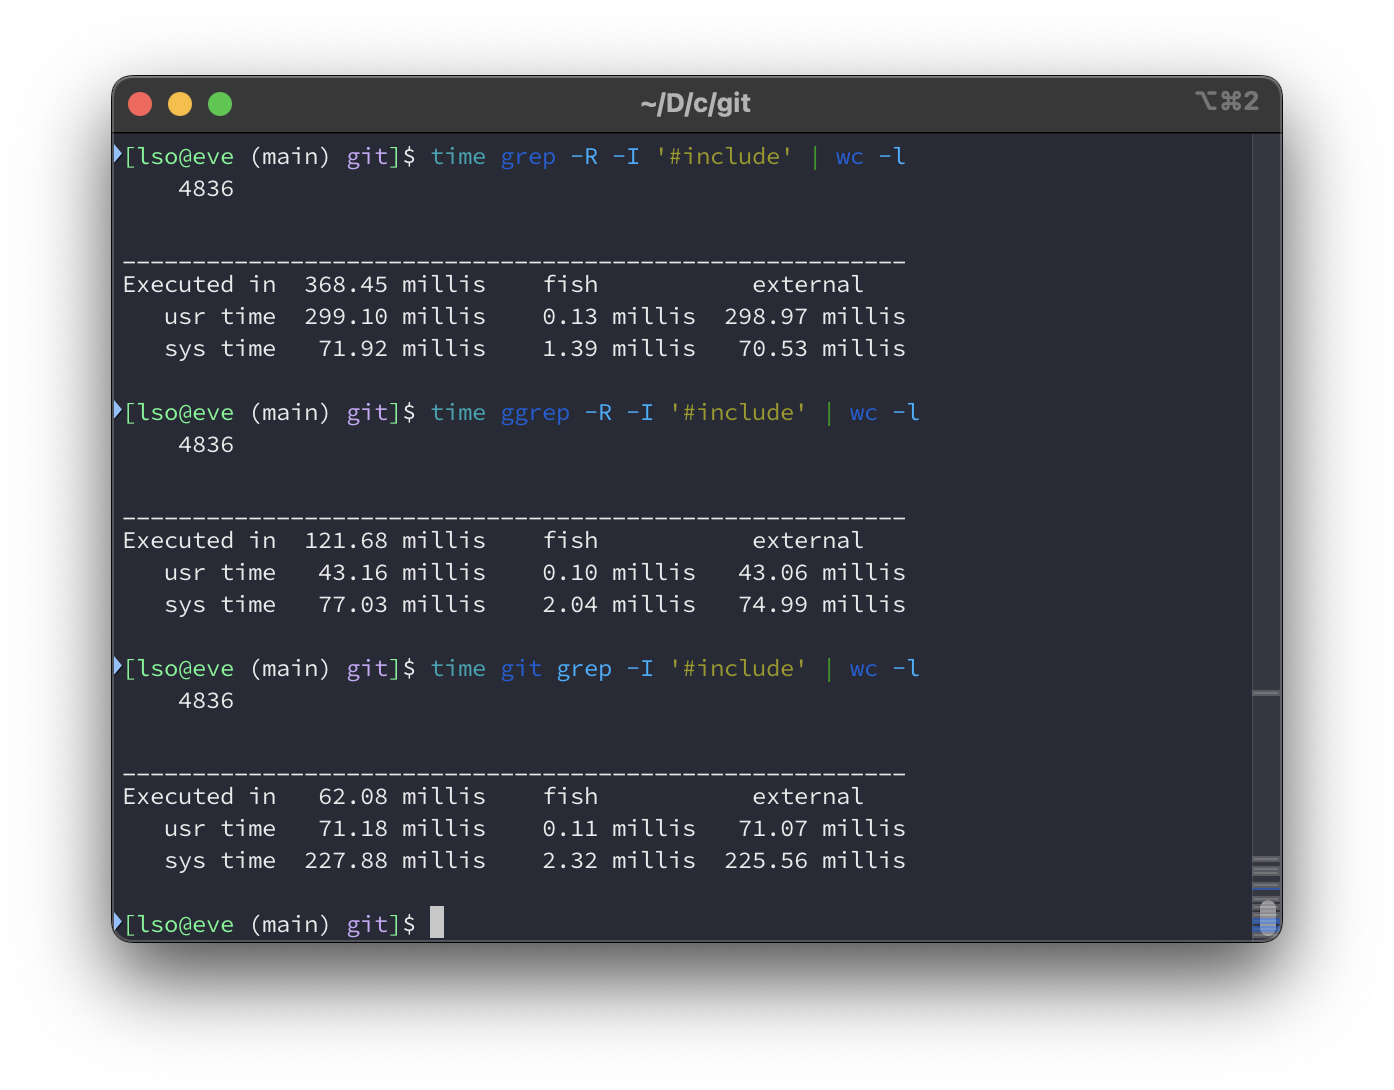 ~/D/c/git ⌥⌘2
[lso@eve (main) git]$ time grep -R -I '#include' | wc -l
4836
________________________________________________________
Executed in 368.45 millis fish external
usr time 299.10 millis 0.13 millis 298.97 millis
sys time 71.92 millis 1.39 millis 70.53 millis
[lso@eve (main) git]$ time ggrep -R -I '#include' | wc -l
4836
________________________________________________________
Executed in 121.68 millis fish external
usr time 43.16 millis 0.10 millis 43.06 millis
sys time 77.03 millis 2.04 millis 74.99 millis
[lso@eve (main) git]$ time git grep -I '#include' | wc -l
4836
________________________________________________________
Executed in 62.08 millis fish external
usr time 71.18 millis 0.11 millis 71.07 millis
sys time 227.88 millis 2.32 millis 225.56 millis
[lso@eve (main) git]$